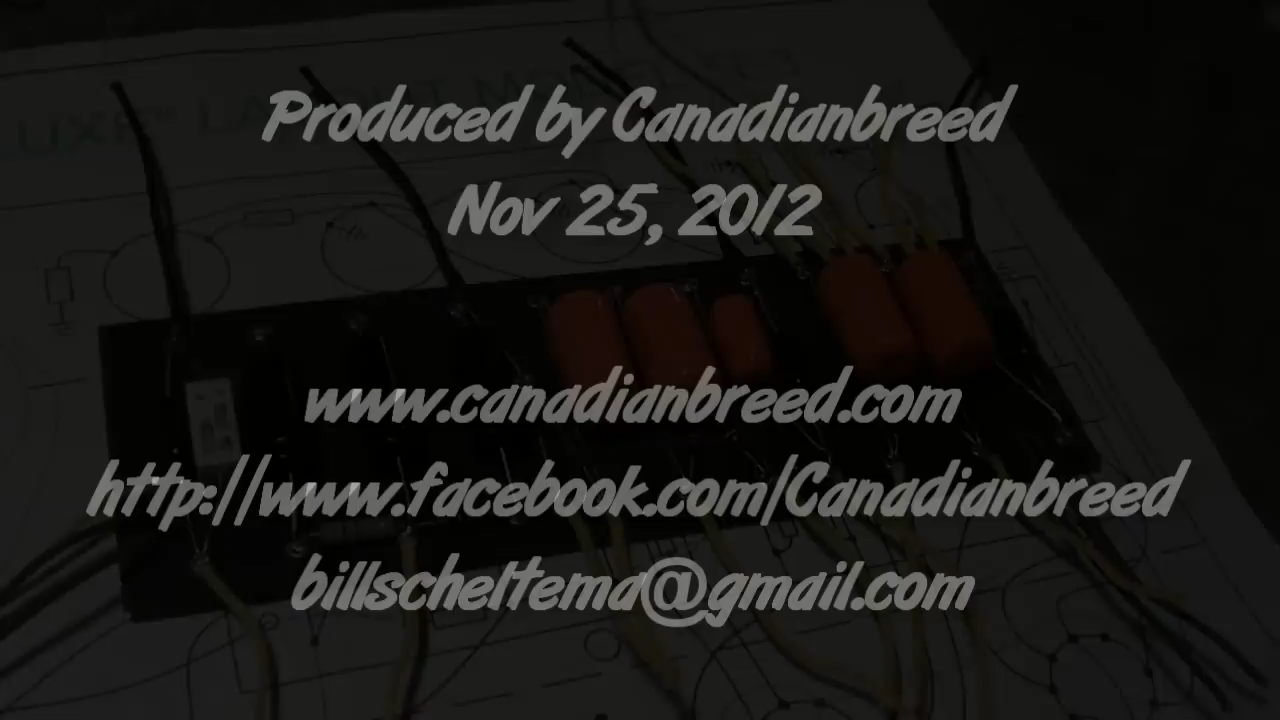 Produced by Canadianbreed
Nov 25, 2012
www.canadianbreed.com
http://www.facebook.com/Canadianbreed
billscheltema@gmail.com